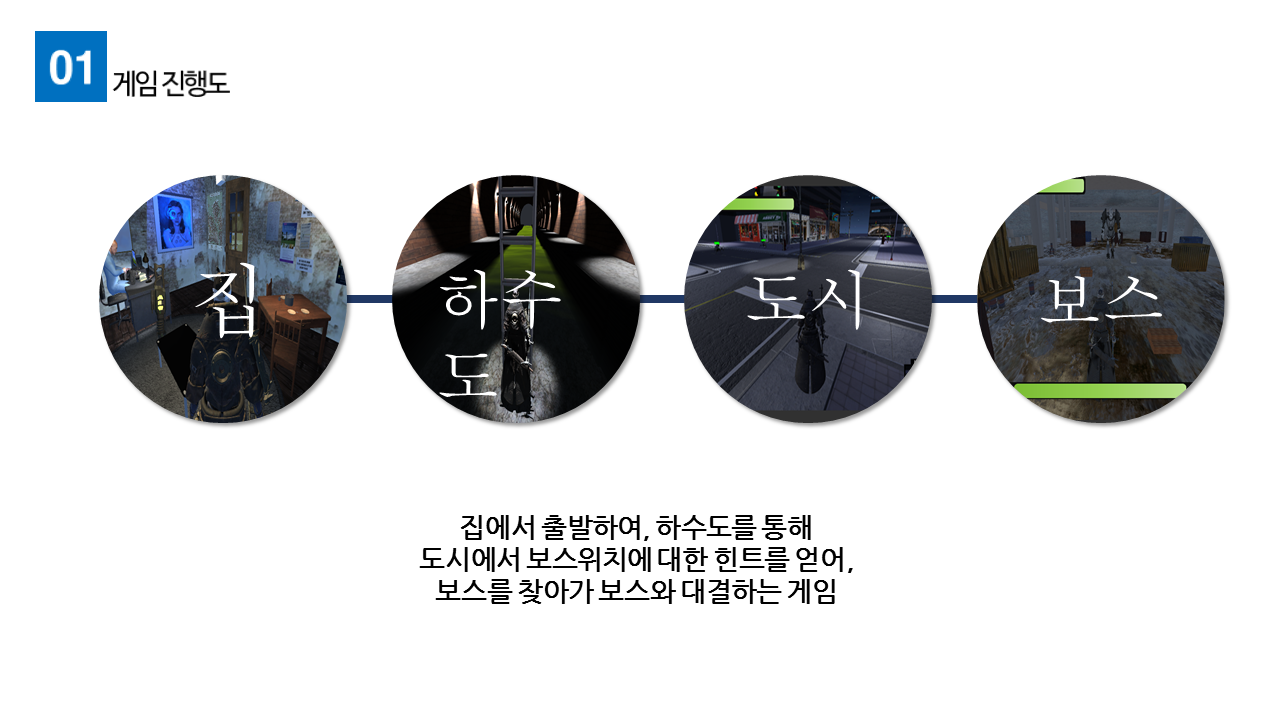 01
게임 진행도
집
하수
도
도시
보스
집에서 출발하여, 하수도를 통해
도시에서 보스위치에 대한 힌트를 얻어,
보스를 찾아가 보스와 대결하는 게임